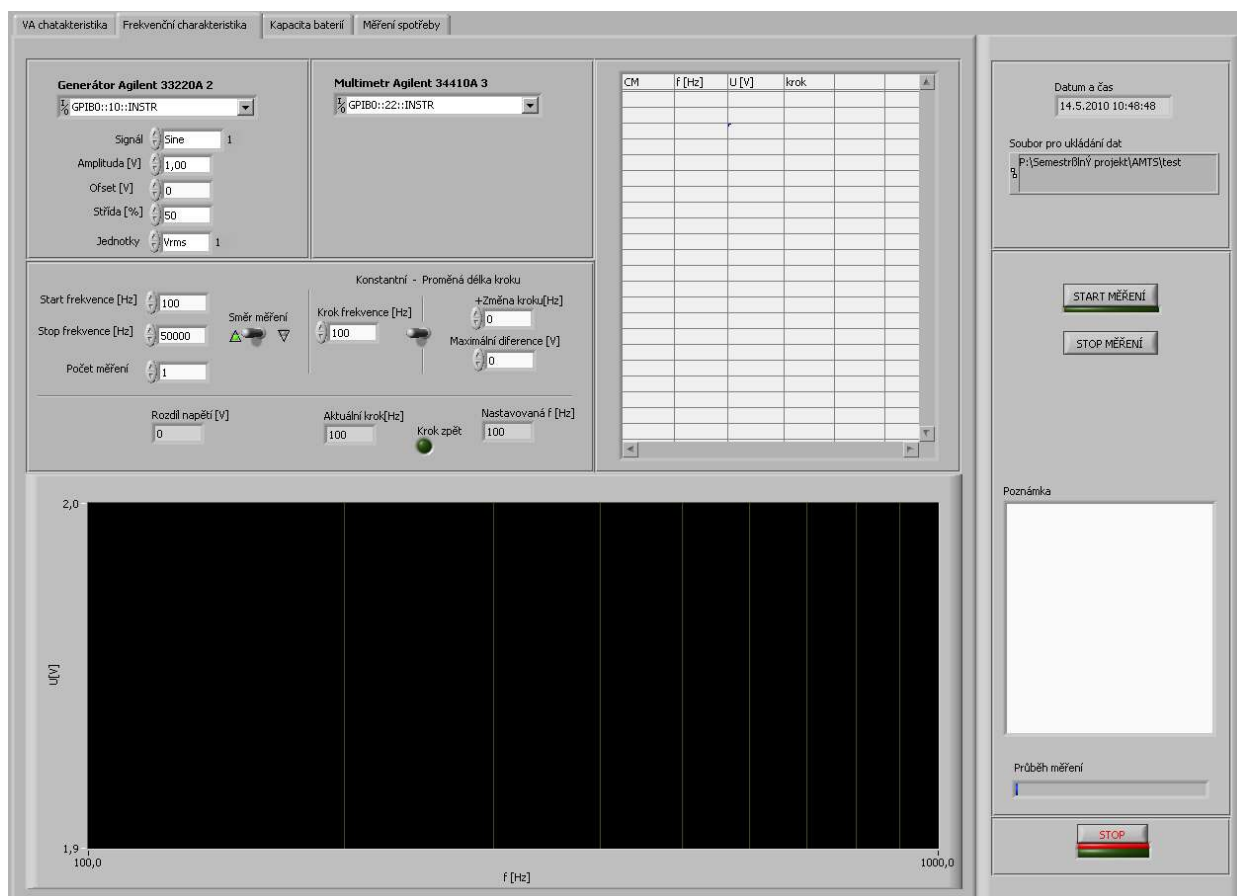 VA chatakteristika
Frekvenční charakteristika
Kapacita baterií
Měření spotřeby
Generátor Agilent 33220A 2
GPIB0::10::INSTR
Signál Sine 1
Amplituda [V] 1,00
Ofset [V] 0
Střída [%] 50
Jednotky Vrms 1
Multimetr Agilent 34410A 3
GPIB0::22::INSTR
Start frekvence [Hz] 100
Stop frekvence [Hz] 50000
Počet měření 1
Směr měření
Konstantní - Proměná délka kroku
Krok frekvence [Hz]
100
+Změna kroku[Hz]
0
Maximální diference [V]
0
Rozdíl napětí [V]
0
Aktuální krok[Hz]
100
Krok zpět
Nastavovaná f [Hz]
100
CM f [Hz] U [V] krok
2,0
U[V]
1,9
100,0
1000,0
f [Hz]
Datum a čas
14.5.2010 10:48:48
Soubor pro ukládání dat
P:\SemestrßlnÝ projekt\AMTS\test
START MĚŘENÍ
STOP MĚŘENÍ
Poznámka
Průběh měření
STOP